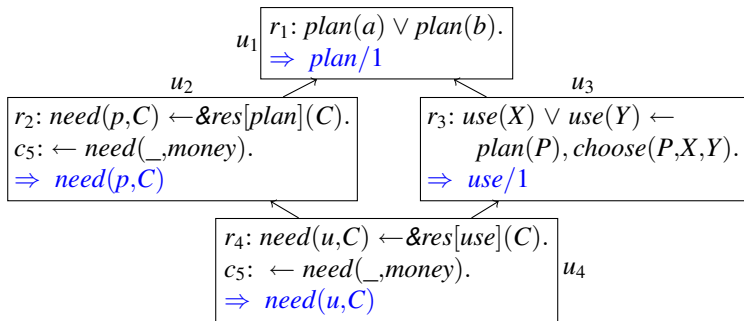 u₁
r₁: plan(a) ∨ plan(b).
⇒ plan/1
u₂
r₂: need(p,C) ←&res[plan](C).
c₅: ← need(_,money).
⇒ need(p,C)
u₃
r₃: use(X) ∨ use(Y) ←
plan(P),choose(P,X,Y).
⇒ use/1
r₄: need(u,C) ←&res[use](C).
c₅: ← need(_,money).
⇒ need(u,C)
u₄